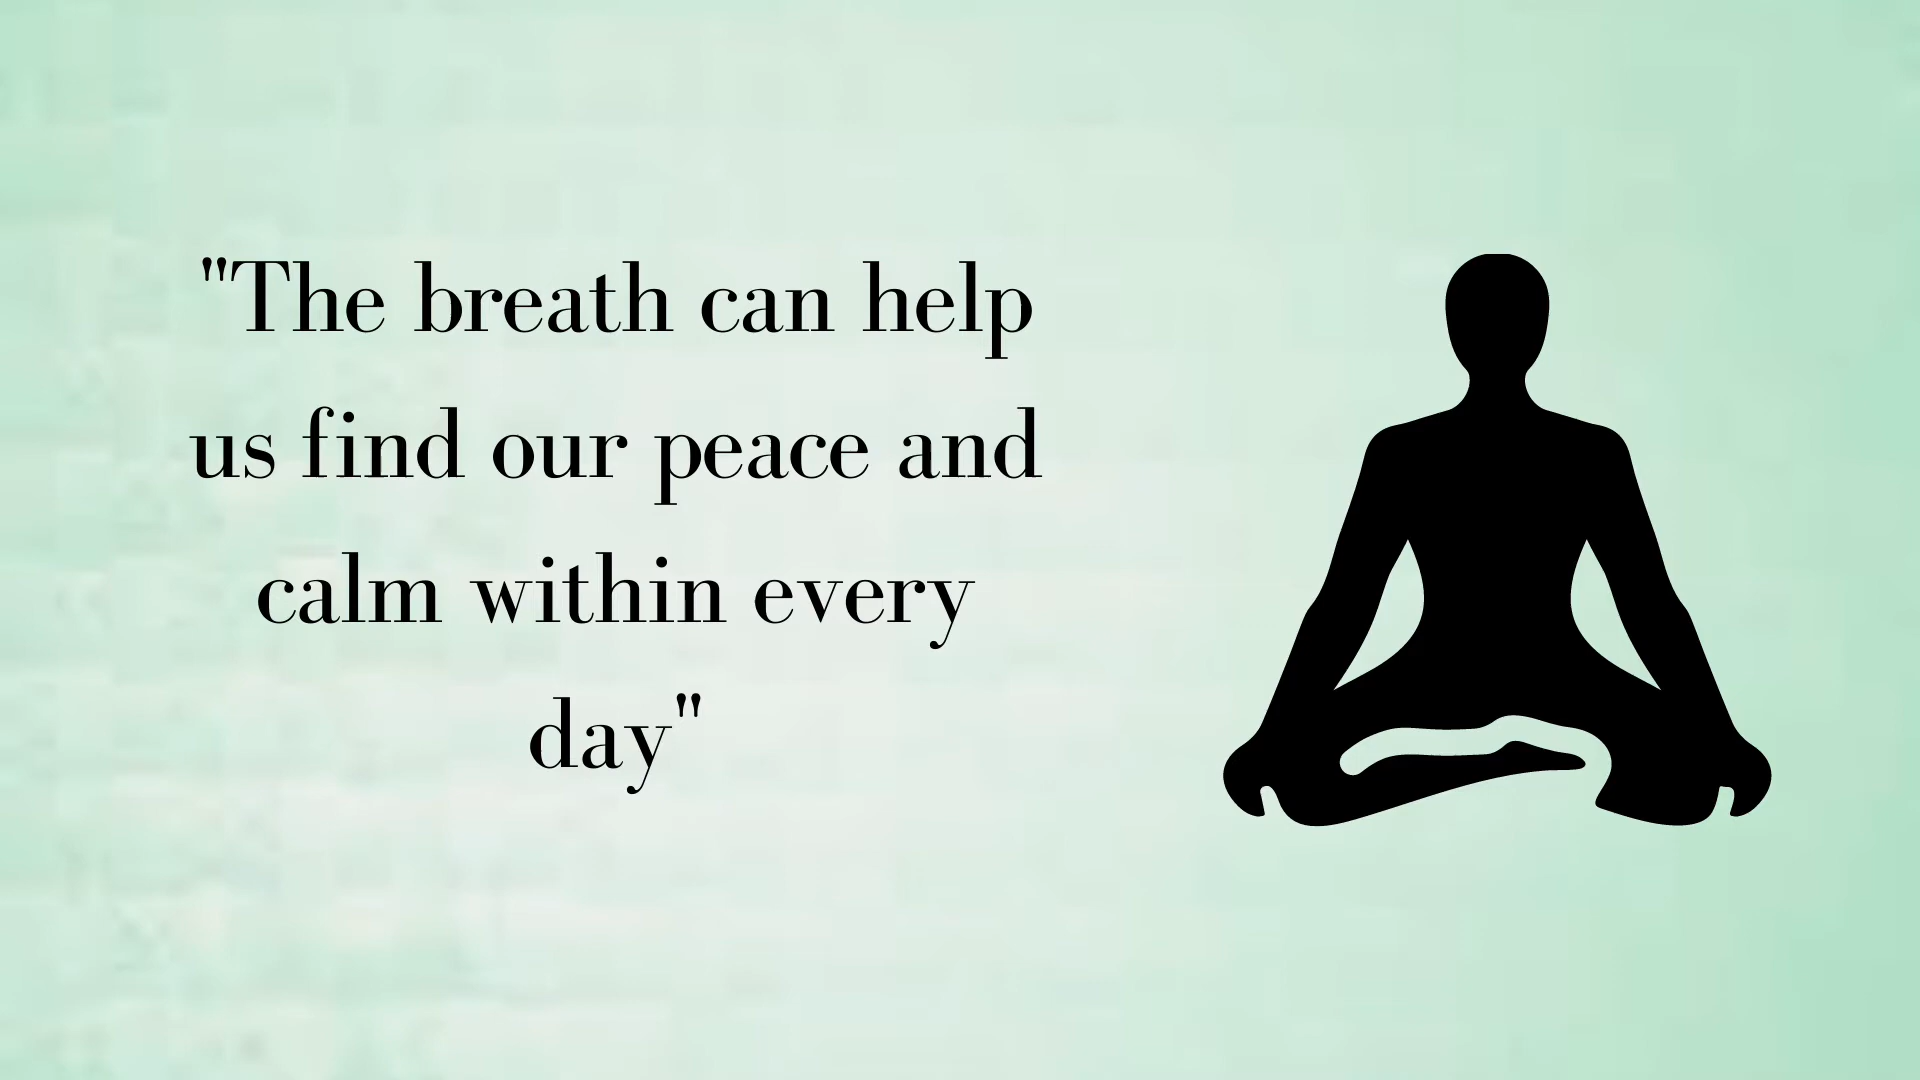 "The breath can help
us find our peace and
calm within every
day"